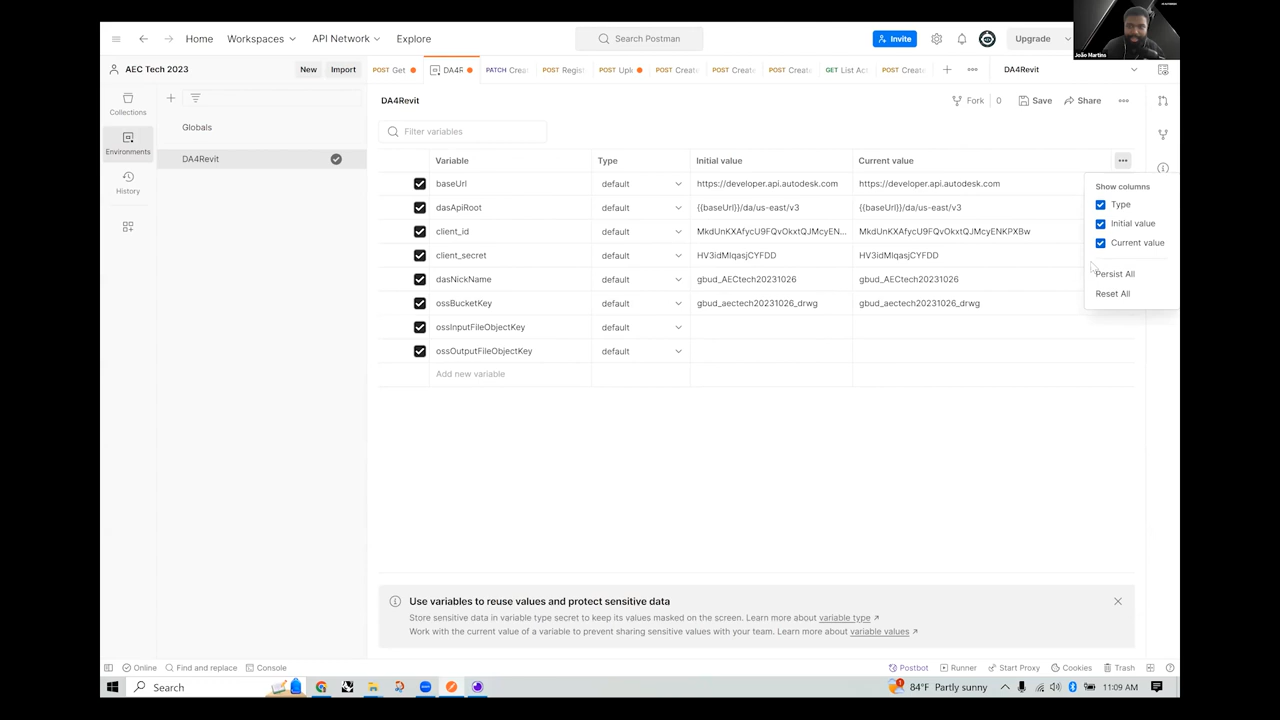 João Martins
Home
Workspaces
API Network
Explore
Search Postman
Invite
Upgrade
AEC Tech 2023
New
Import
POST Get
DA4R
PATCH Crea
POST Regis
POST Uplo
POST Create
POST Create
POST Create
GET List Act
POST Create
DA4Revit
Collections
Environments
History
Globals
DA4Revit
DA4Revit
Fork 0
Save
Share
Filter variables
Variable Type Initial value Current value
baseUrl default https://developer.api.autodesk.com https://developer.api.autodesk.com
dasApiRoot default {{baseUrl}}/da/us-east/v3 {{baseUrl}}/da/us-east/v3
client_id default MkdUnKXAfycU9FQvOkxtQJMcyEN... MkdUnKXAfycU9FQvOkxtQJMcyENKPXBw
client_secret default HV3idMlqasjCYFDD HV3idMlqasjCYFDD
dasNickName default gbud_AECtech20231026 gbud_AECtech20231026
ossBucketKey default gbud_aectech20231026_drwg gbud_aectech20231026_drwg
ossInputFileObjectKey default
ossOutputFileObjectKey default
Add new variable
Show columns
Type
Initial value
Current value
Persist All
Reset All
Use variables to reuse values and protect sensitive data
Store sensitive data in variable type secret to keep its values masked on the screen. Learn more about variable type
Work with the current value of a variable to prevent sharing sensitive values with your team. Learn more about variable values
Online
Find and replace
Console
Postbot
Runner
Start Proxy
Cookies
Trash
Search
84°F Partly sunny
11:09 AM